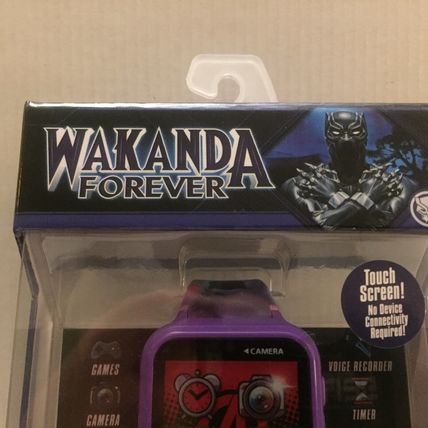 WAKANDA
FOREVER
Touch
Screen!
No Device
Connectivity
Required!
CAMERA
GAMES
CAMERA
VOICE RECORDER
TIMER